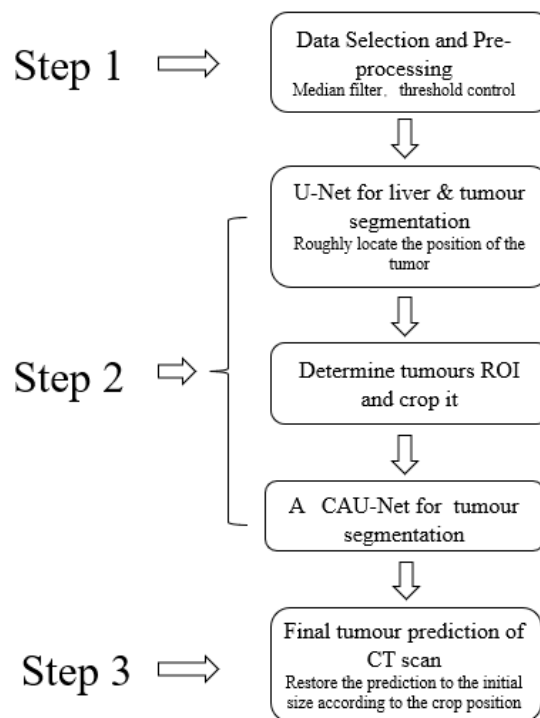 Step 1
Data Selection and Pre-
processing
Median filter, threshold control
U-Net for liver & tumour
segmentation
Roughly locate the position of the
tumor
Step 2
Determine tumours ROI
and crop it
A CAU-Net for tumour
segmentation
Step 3
Final tumour prediction of
CT scan
Restore the prediction to the initial
size according to the crop position